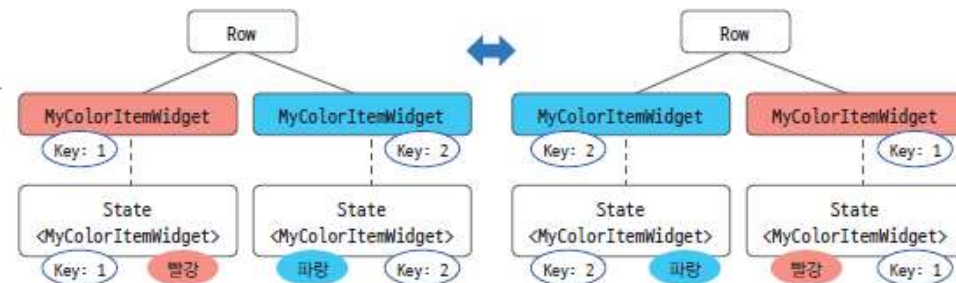 Row
Row
MyColorItemWidget
MyColorItemWidget
MyColorItemWidget
MyColorItemWidget
Key: 1
Key: 2
Key: 2
Key: 1
State
<MyColorItemWidget>
State
<MyColorItemWidget>
State
<MyColorItemWidget>
State
<MyColorItemWidget>
Key: 1
빨강
파랑
Key: 2
Key: 2
파랑
빨강
Key: 1